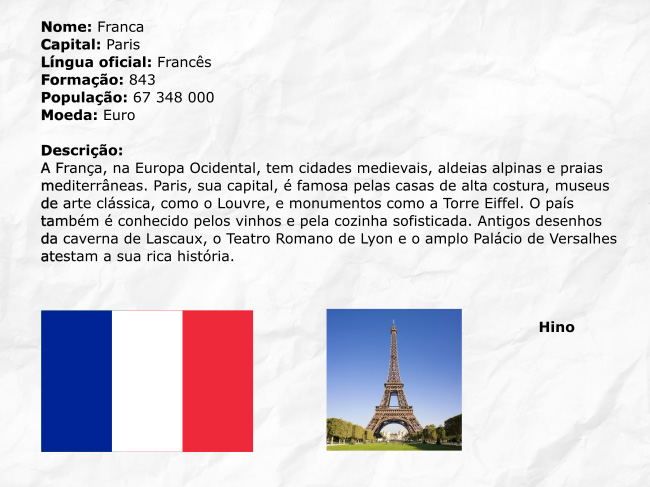 Nome: Franca
Capital: Paris
Língua oficial: Francês
Formação: 843
População: 67 348 000
Moeda: Euro
Descrição:
A França, na Europa Ocidental, tem cidades medievais, aldeias alpinas e praias
mediterrâneas. Paris, sua capital, é famosa pelas casas de alta costura, museus
de arte clássica, como o Louvre, e monumentos como a Torre Eiffel. O país
também é conhecido pelos vinhos e pela cozinha sofisticada. Antigos desenhos
da caverna de Lascaux, o Teatro Romano de Lyon e o amplo Palácio de Versalhes
atestam a sua rica história.
Hino